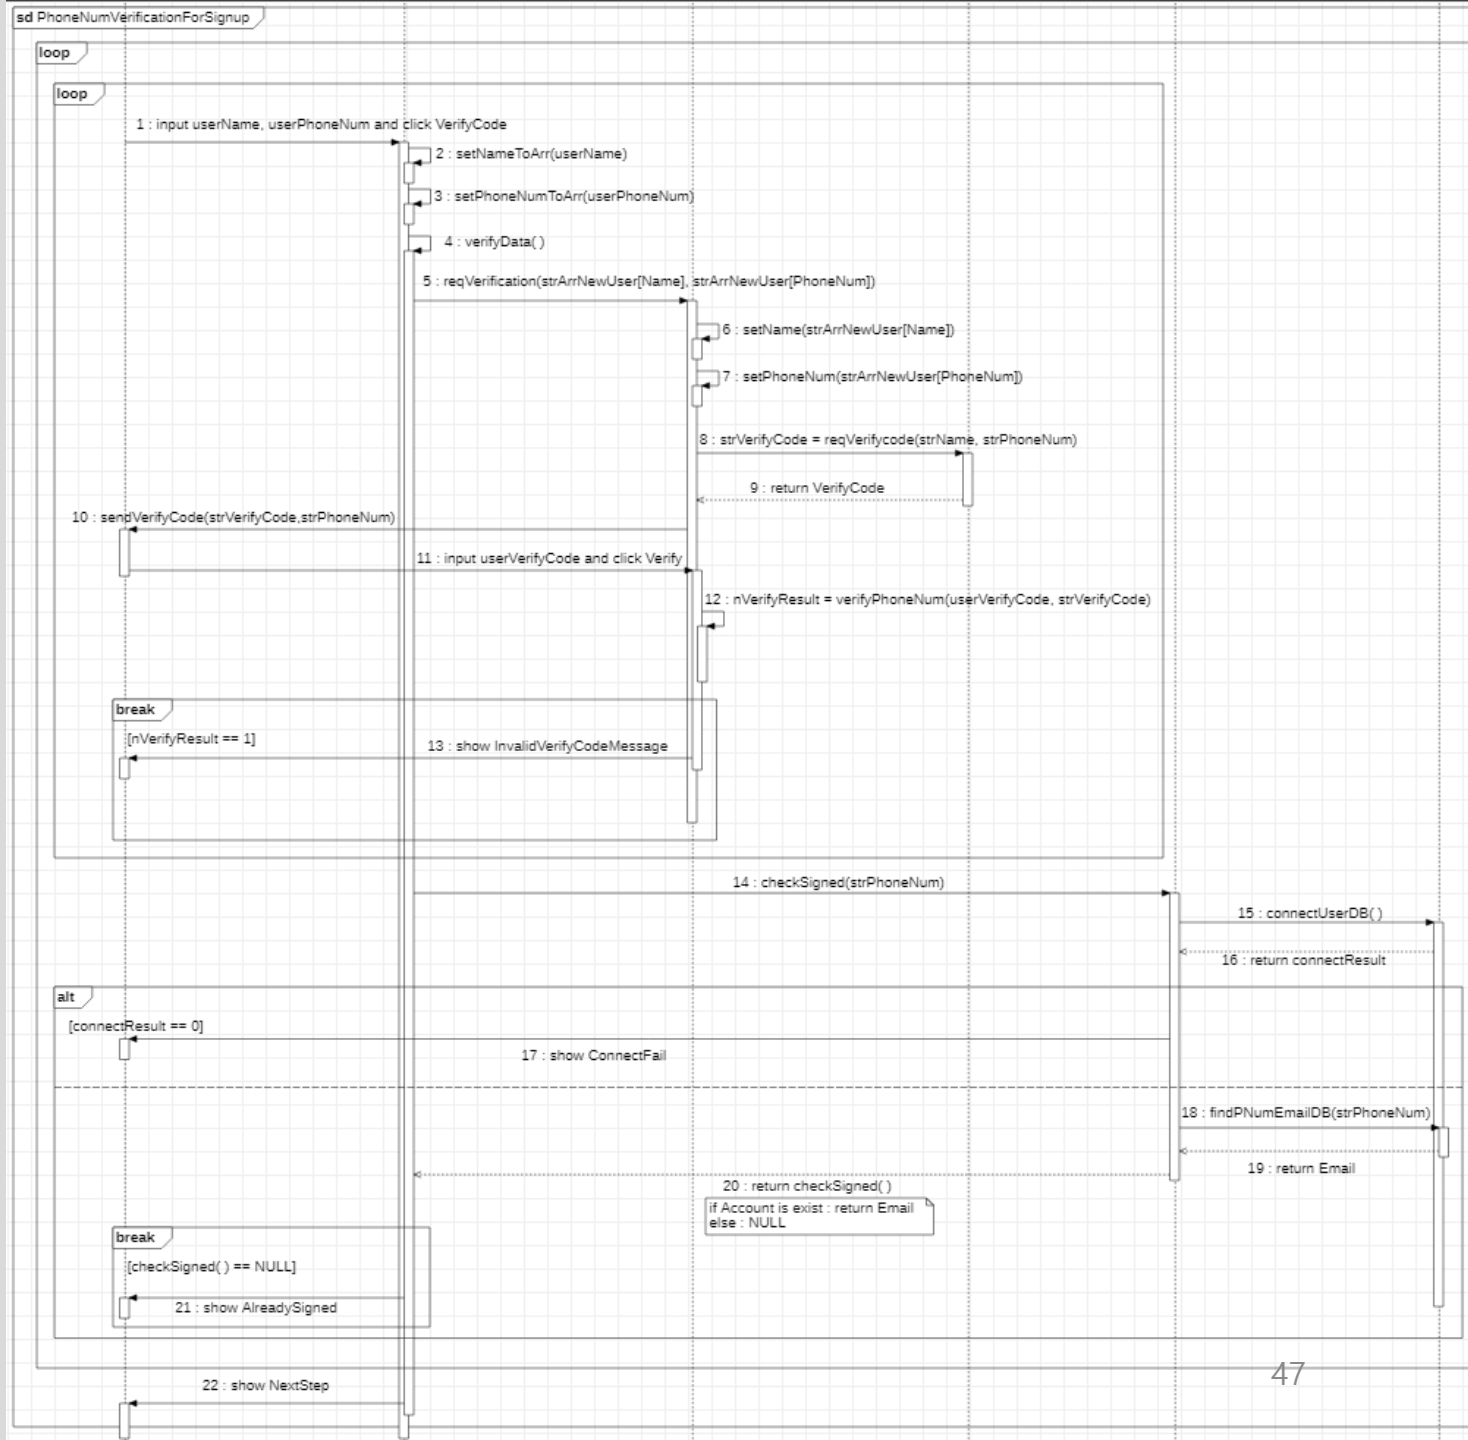 sd PhoneNumVerificationForSignup
loop
loop
1 : input userName, userPhoneNum and click VerifyCode
2 : setNameToArr(userName)
3 : setPhoneNumToArr(userPhoneNum)
4 : verifyData( )
5 : reqVerification(strArrNewUser[Name], strArrNewUser[PhoneNum])
6 : setName(strArrNewUser[Name])
7 : setPhoneNum(strArrNewUser[PhoneNum])
8 : strVerifyCode = reqVerifycode(strName, strPhoneNum)
9 : return VerifyCode
10 : sendVerifyCode(strVerifyCode,strPhoneNum)
11 : input userVerifyCode and click Verify
12 : nVerifyResult = verifyPhoneNum(userVerifyCode, strVerifyCode)
break
[nVerifyResult == 1]
13 : show InvalidVerifyCodeMessage
14 : checkSigned(strPhoneNum)
15 : connectUserDB( )
16 : return connectResult
alt
[connectResult == 0]
17 : show ConnectFail
18 : findPNumEmailDB(strPhoneNum)
19 : return Email
20 : return checkSigned( )
if Account is exist : return Email
else : NULL
break
[checkSigned( ) == NULL]
21 : show AlreadySigned
47
22 : show NextStep